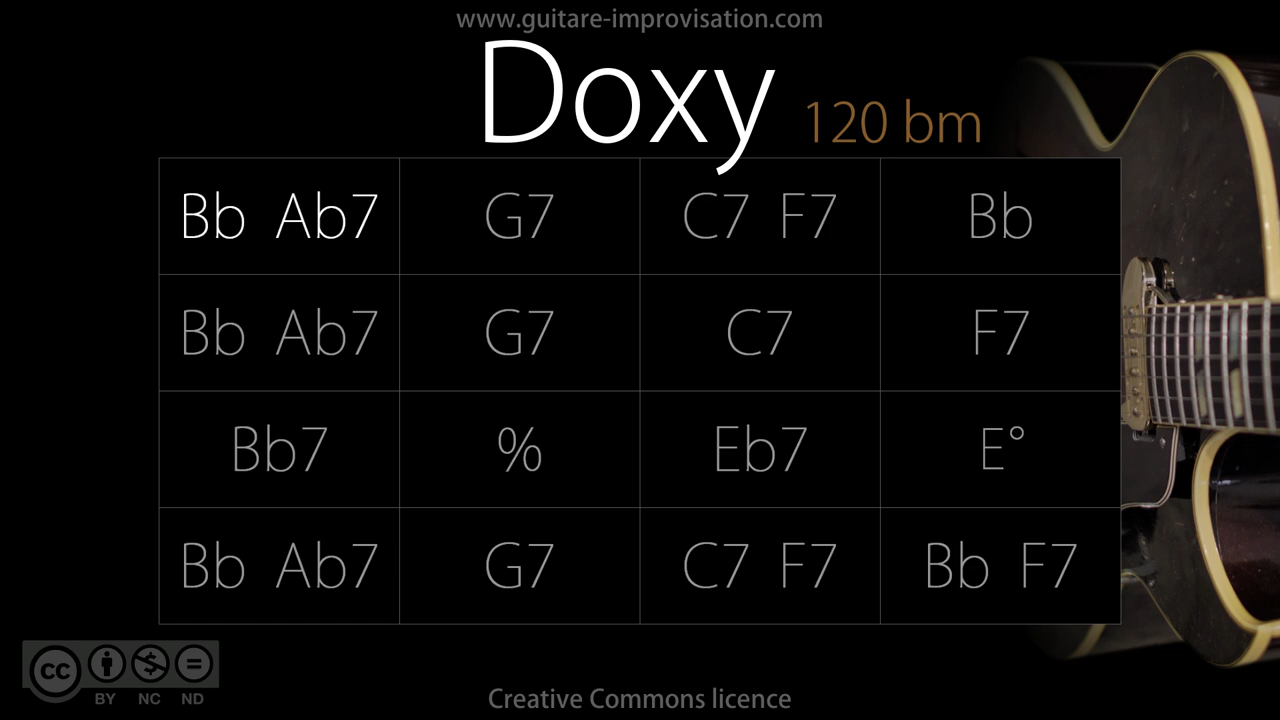 www.guitare-improvisation.com
Doxy 120 bm
Bb Ab7 G7 C7 F7 Bb
Bb Ab7 G7 C7 F7
Bb7 % Eb7 E°
Bb Ab7 G7 C7 F7 Bb F7
cc
BY NC ND
Creative Commons licence